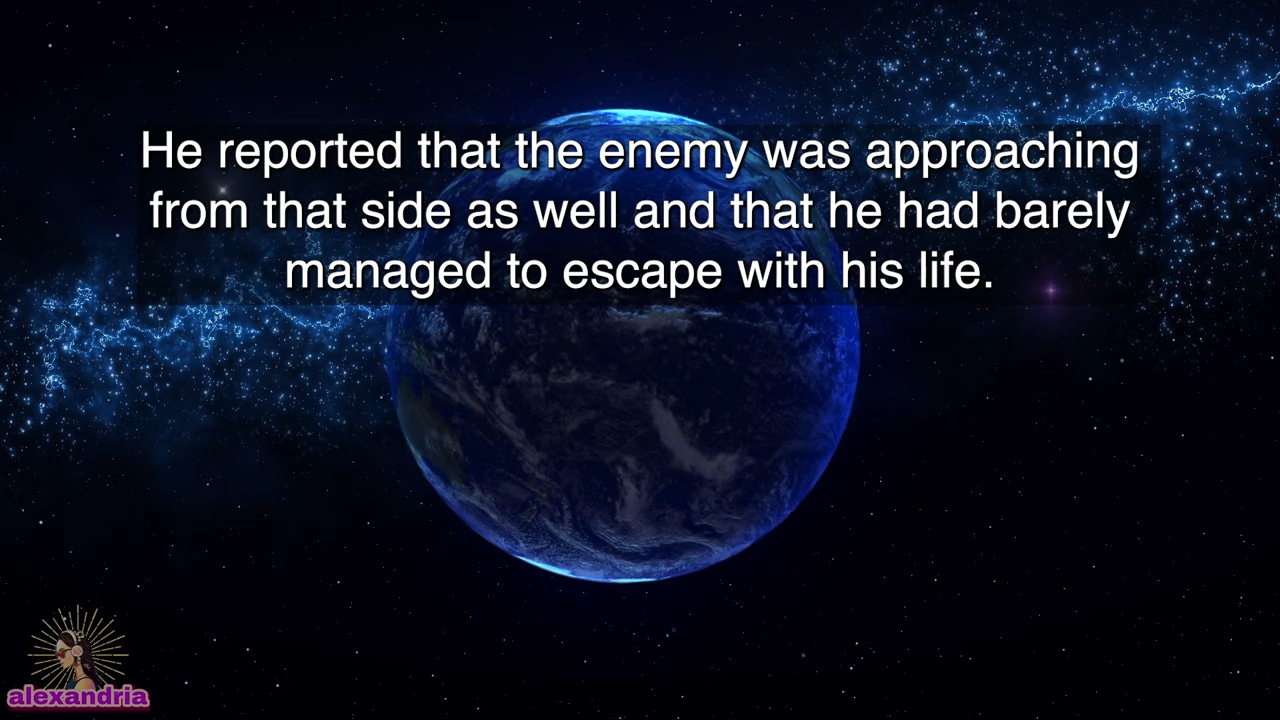 He reported that the enemy was approaching
from that side as well and that he had barely
managed to escape with his life.
alexandria